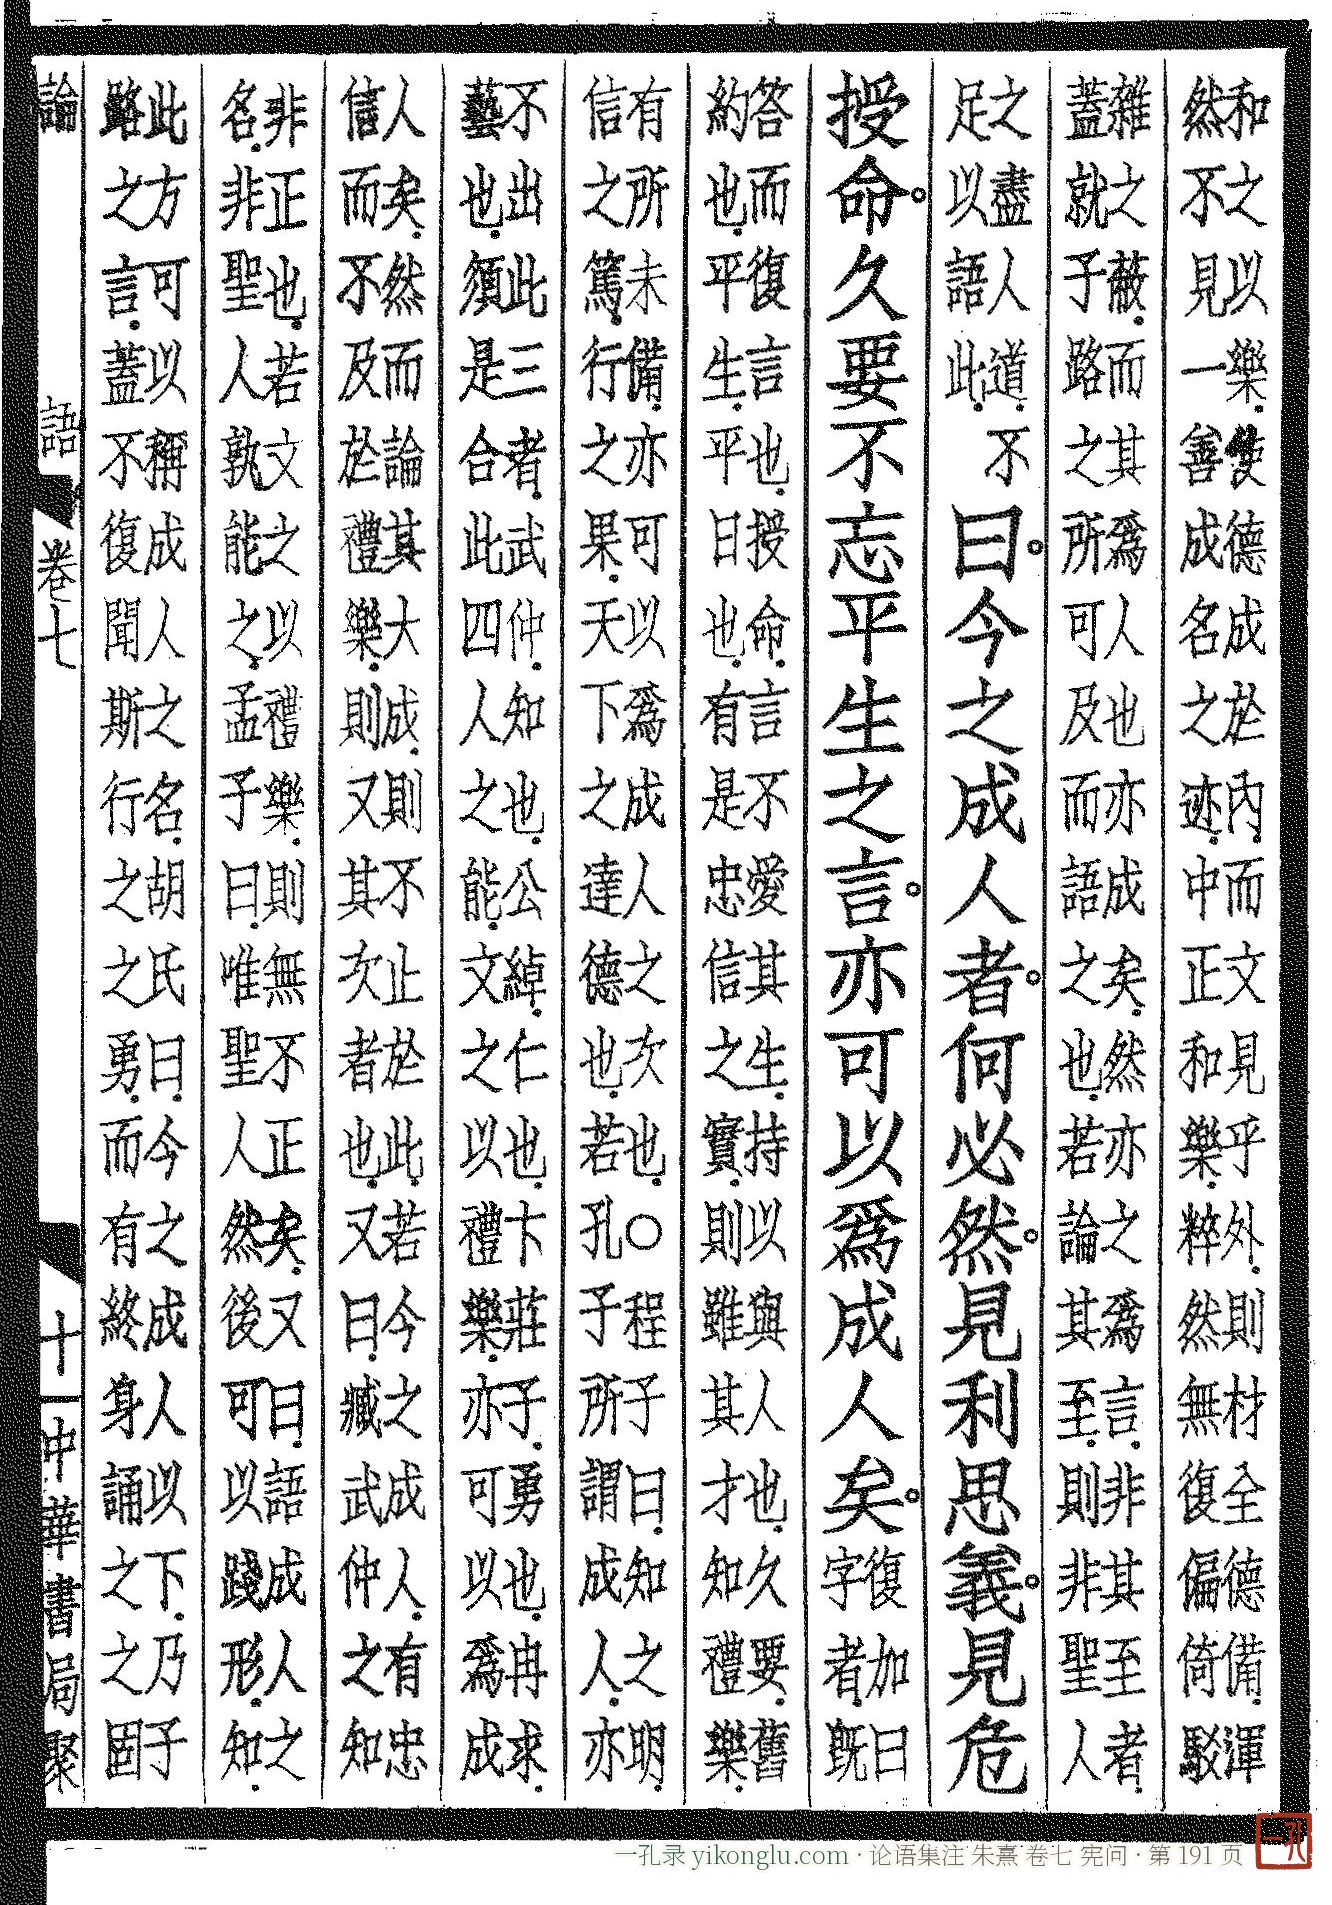 和之以樂使德成於內而文見乎外則材全德備渾
然不見一善成名之迹中正和樂粹然無復偏倚駁
雜之蔽而其爲人也亦成矣然亦之爲言非其至者
蓋就子路之所可及而語之也若論其至則非聖人
之盡人道不
足以語此
曰今之成人者何必然見利思義見危
授命久要不忘平生之言亦可以爲成人矣
復加曰
字者既
答而復言也授命言不愛其生持以與人也久要舊
約也平生平日也有是忠信之實則雖其才知禮樂
有所未備亦可以爲成人之次也○程子曰知之明
信之篤行之果天下之達德也若孔子所謂成人亦
不出此三者武仲知也公綽仁也卞莊子勇也冉求
藝也須是合此四人之能文之以禮樂亦可以爲成
人矣然而論其大成則不止於此若今之成人有忠
信而不及於禮樂則又其次者也又曰臧武仲之知
非正也若文之以禮樂則無不正矣又曰語成人之
名非聖人孰能之孟子曰唯聖人然後可以踐形知
此方可以稱成人之名胡氏曰今之成人以下乃子
路之言蓋不復聞斯行之之勇而有終身誦之之固
論語 卷七 十一 中華書局聚
一孔录 yikonglu.com · 论语集注 朱熹 卷七 宪问 · 第 191 页
一孔